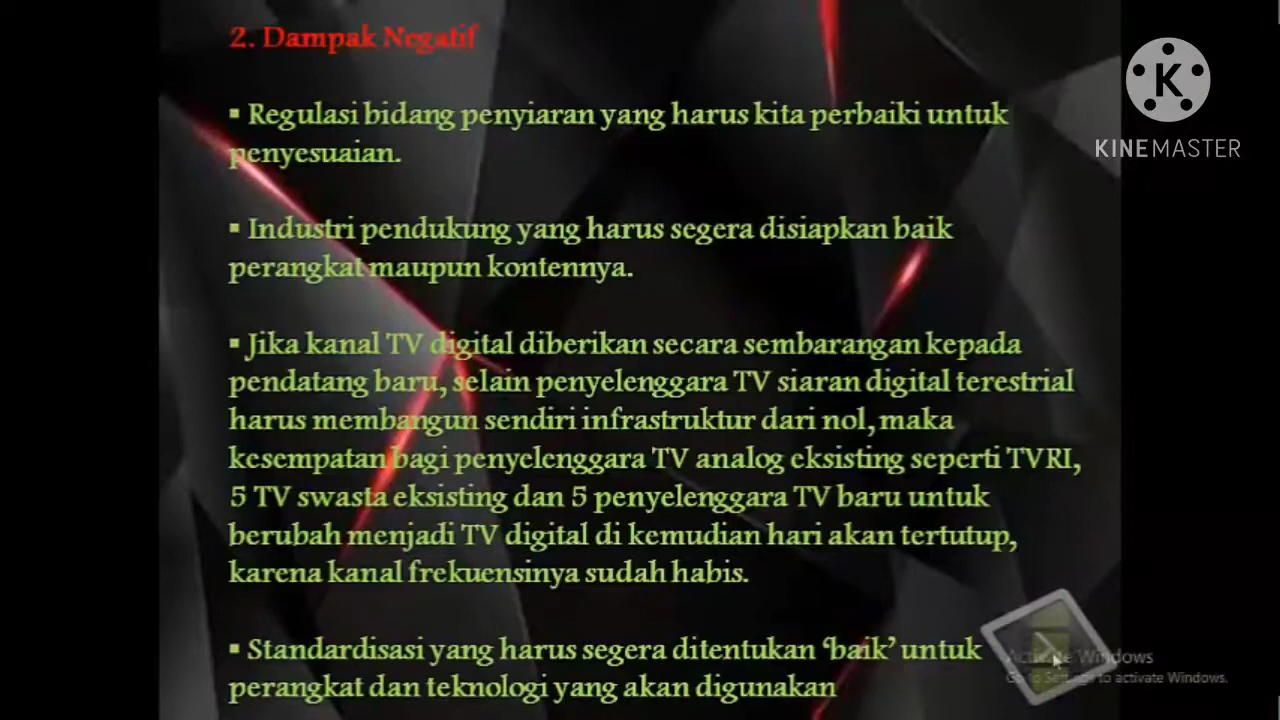 2. Dampak Negatif
▪ Regulasi bidang penyiaran yang harus kita perbaiki untuk
penyesuaian.
▪ Industri pendukung yang harus segera disiapkan baik
perangkat maupun kontennya.
▪ Jika kanal TV digital diberikan secara sembarangan kepada
pendatang baru, selain penyelenggara TV siaran digital terestrial
harus membangun sendiri infrastruktur dari nol, maka
kesempatan bagi penyelenggara TV analog eksisting seperti TVRI,
5 TV swasta eksisting dan 5 penyelenggara TV baru untuk
berubah menjadi TV digital di kemudian hari akan tertutup,
karena kanal frekuensinya sudah habis.
▪ Standardisasi yang harus segera ditentukan ‘baik’ untuk
perangkat dan teknologi yang akan digunakan
K
KINEMASTER
Activate Windows
Go to Settings to activate Windows.